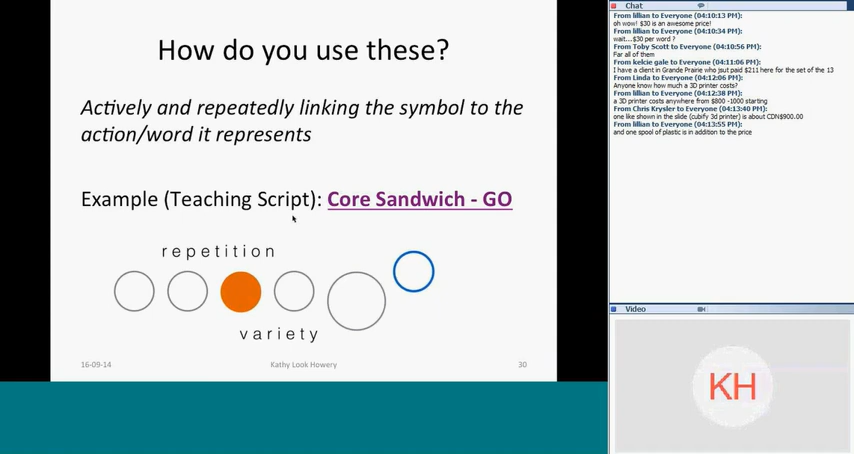 How do you use these?
Actively and repeatedly linking the symbol to the
action/word it represents
Example (Teaching Script): Core Sandwich - GO
repetition
variety
16-09-14
Kathy Look Howery
30
Chat
From lillian to Everyone (04:10:13 PM):
oh wow! $30 is an awesome price!
From lillian to Everyone (04:10:34 PM):
wait...$30 per word ?
From Toby Scott to Everyone (04:10:56 PM):
Far all of them
From kelcie gale to Everyone (04:11:06 PM):
I have a client in Grande Prairie who jsut paid $211 here for the set of the 13
From Linda to Everyone (04:12:06 PM):
Anyone know how much a 3D printer costs?
From lillian to Everyone (04:12:38 PM):
a 3D printer costs anywhere from $800 -1000 starting
From Chris Krysler to Everyone (04:13:40 PM):
one like shown in the slide (cubify 3d printer) is about CDN$900.00
From lillian to Everyone (04:13:55 PM):
and one spool of plastic is in addition to the price
Video
KH